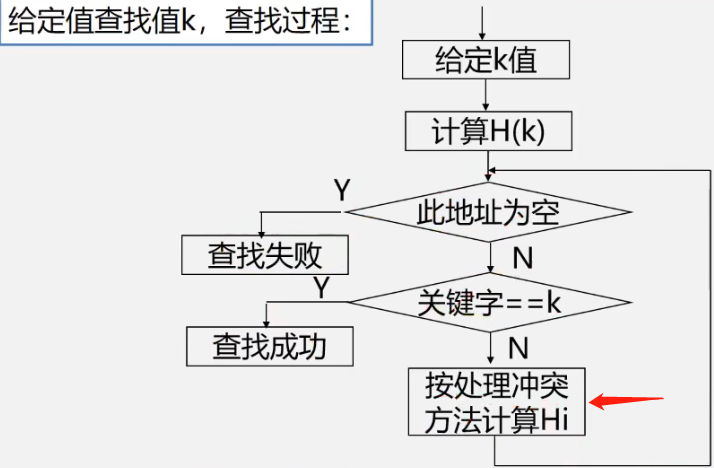 给定值查找值k，查找过程：
给定k值
计算H(k)
此地址为空
Y
查找失败
N
关键字==k
Y
查找成功
N
按处理冲突
方法计算Hi